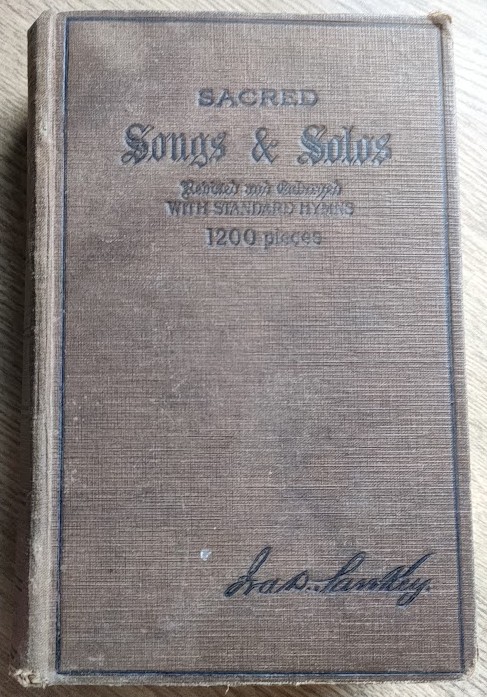 SACRED
Songs & Solos
Revised and Enlarged
WITH STANDARD HYMNS
1200 pieces
Ira D. Sankey.